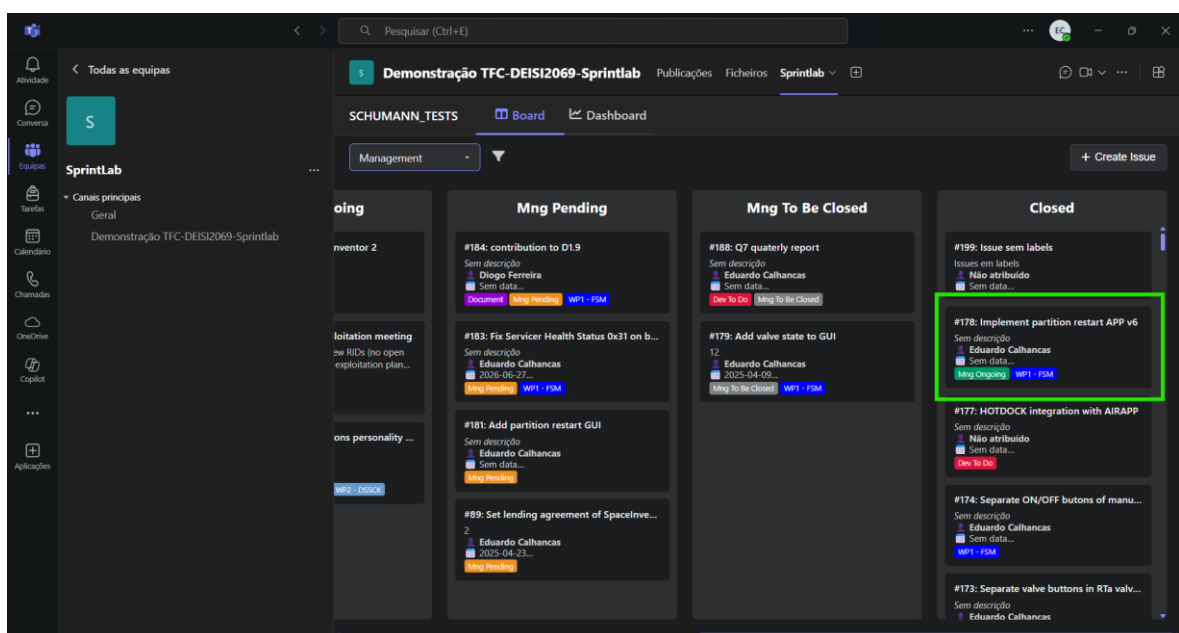 Pesquisar (Ctrl+E)
EC
Atividade
Conversa
Equipas
Tarefas
Calendário
Chamadas
OneDrive
Copilot
Aplicações
Todas as equipas
S
SprintLab
Canais principais
Geral
Demonstração TFC-DEISI2069-Sprintlab
S
Demonstração TFC-DEISI2069-Sprintlab
Publicações
Ficheiros
Sprintlab
SCHUMANN_TESTS
Board
Dashboard
Management
+ Create Issue
oing
nventor 2
loitation meeting
ew RIDs (no open
exploitation plan...
ons personality ...
WP2 - DSSCK
Mng Pending
#184: contribution to D1.9
Sem descrição
Diogo Ferreira
Sem data...
Document Mng Pending WP1 - FSM
#183: Fix Servicer Health Status 0x31 on b...
Sem descrição
Eduardo Calhancas
2026-06-27...
Mng Pending WP1 - FSM
#181: Add partition restart GUI
Sem descrição
Eduardo Calhancas
Sem data...
Mng Pending
#89: Set lending agreement of SpaceInve...
2
Eduardo Calhancas
2025-04-23...
Mng Pending
Mng To Be Closed
#188: Q7 quaterly report
Sem descrição
Eduardo Calhancas
Sem data...
Dev To Do Mng To Be Closed
#179: Add valve state to GUI
12
Eduardo Calhancas
2025-04-09...
Mng To Be Closed WP1 - FSM
Closed
#199: Issue sem labels
Issues em labels
Não atribuído
Sem data...
#178: Implement partition restart APP v6
Sem descrição
Eduardo Calhancas
Sem data...
Mng Ongoing WP1 - FSM
#177: HOTDOCK integration with AIRAPP
Sem descrição
Não atribuído
Sem data...
Dev To Do
#174: Separate ON/OFF butons of manu...
Sem descrição
Eduardo Calhancas
Sem data...
WP1 - FSM
#173: Separate valve buttons in RTa valv...
Sem descrição
Eduardo Calhancas